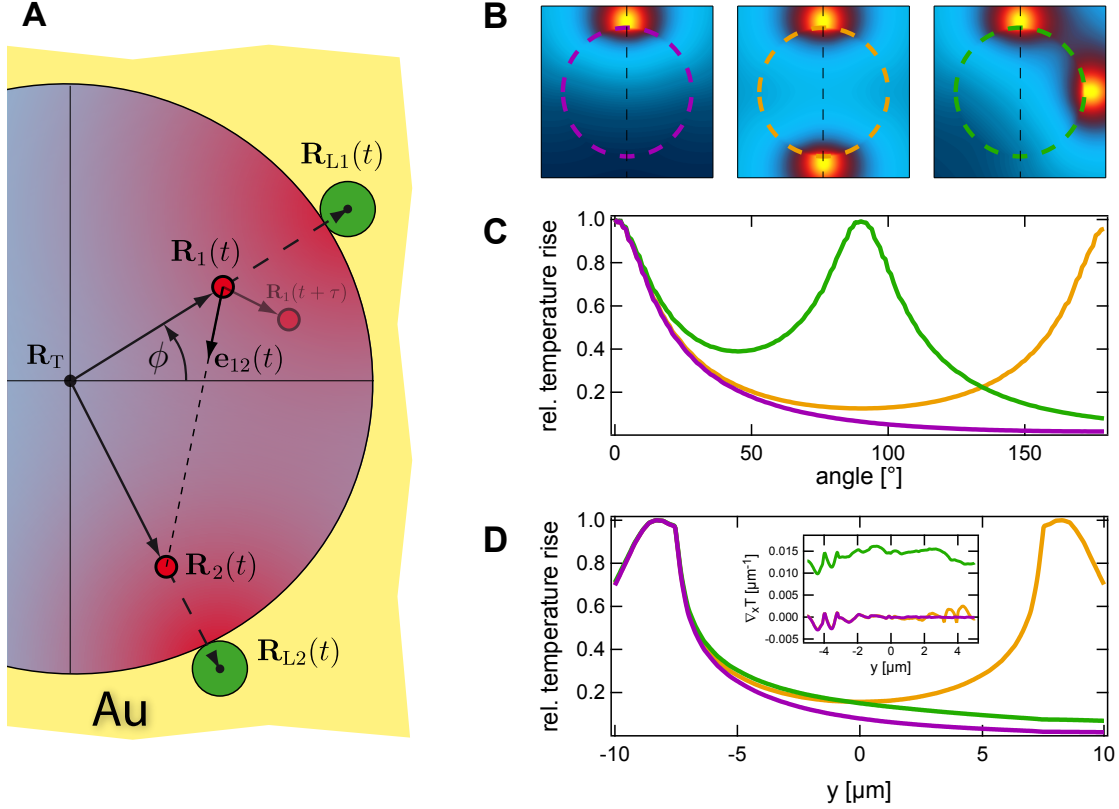 A
R_L1(t)
R_1(t)
R_1(t + τ)
R_T
ϕ
e_12(t)
R_2(t)
R_L2(t)
Au
B
C
rel. temperature rise
1.0
0.8
0.6
0.4
0.2
0
50
100
150
angle [°]
D
rel. temperature rise
1.0
0.8
0.6
0.4
0.2
-10
-5
0
5
10
y [µm]
∇_xT [µm⁻¹]
0.015
0.010
0.005
0.000
-0.005
-4
-2
0
2
4
y [µm]